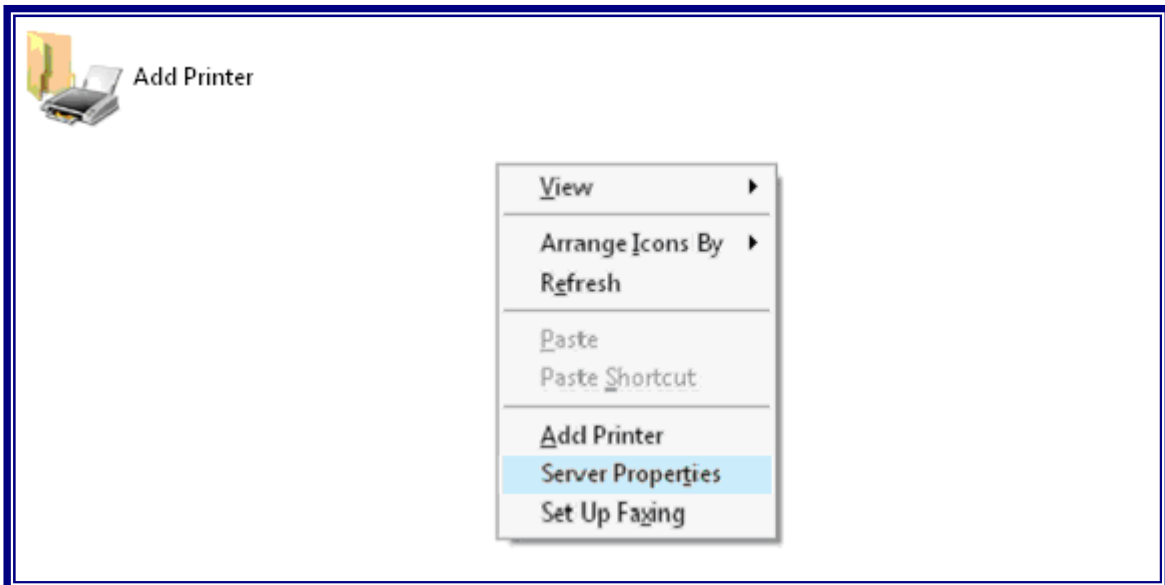 Add Printer
View
Arrange Icons By
Refresh
Paste
Paste Shortcut
Add Printer
Server Properties
Set Up Faxing